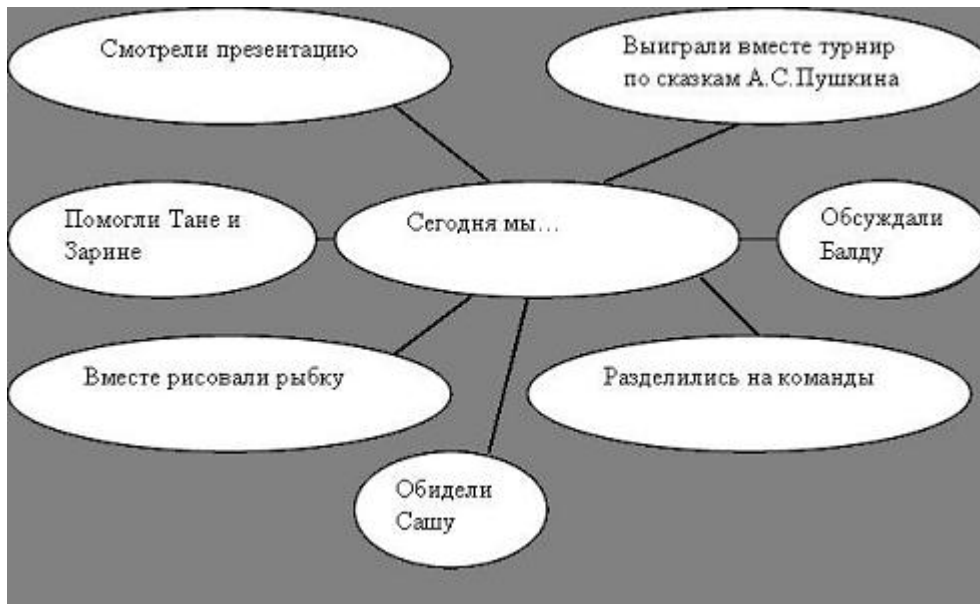 Смотрели презентацию
Выиграли вместе турнир
по сказкам А.С.Пушкина
Помогли Тане и
Зарине
Сегодня мы...
Обсуждали
Балду
Вместе рисовали рыбку
Разделились на команды
Обидели
Сашу